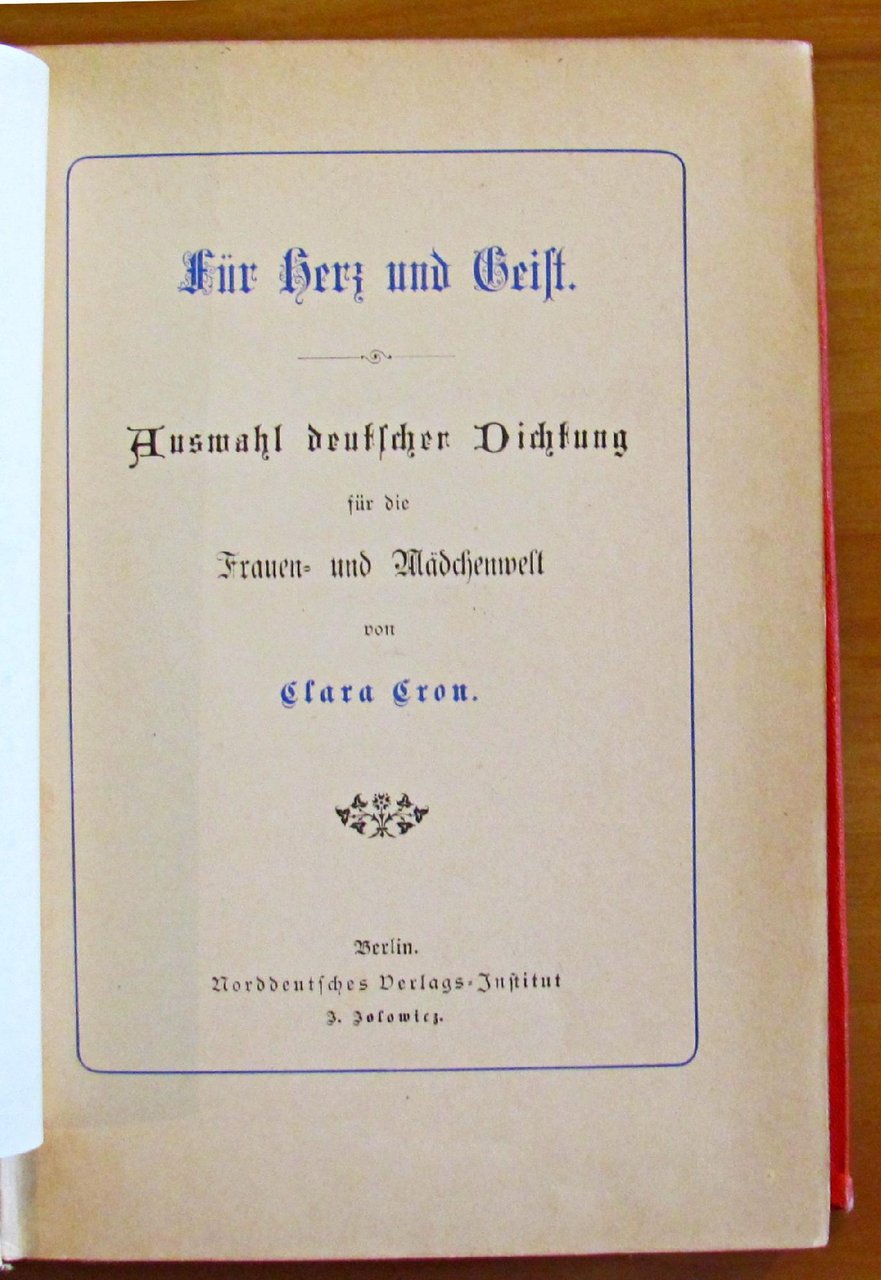 Für Herz und Geist.
Auswahl deutscher Dichtung
für die
Frauen- und Mädchenwelt
von
Clara Cron.
Berlin.
Norddeutsches Verlags-Institut
J. Jolowicz.